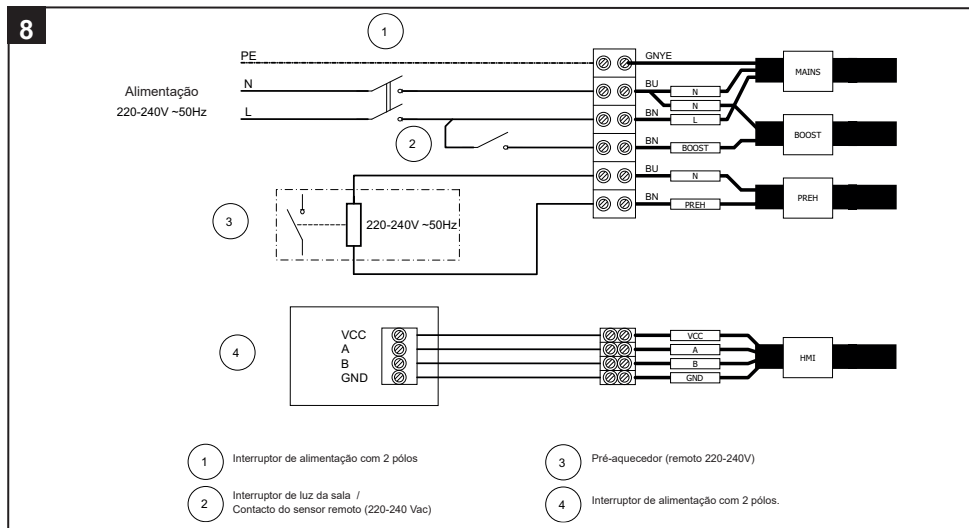 8
1
PE
GNYE
MAINS
Alimentação
220-240V ~50Hz
N
BU
N
N
L
BN
L
2
BOOST
BN
BOOST
BU
N
3
220-240V ~50Hz
BN
PREH
PREH
4
VCC
A
B
GND
VCC
A
B
GND
HMI
1
Interruptor de alimentação com 2 pólos
2
Interruptor de luz da sala /
Contacto do sensor remoto (220-240 Vac)
3
Pré-aquecedor (remoto 220-240V)
4
Interruptor de alimentação com 2 pólos.